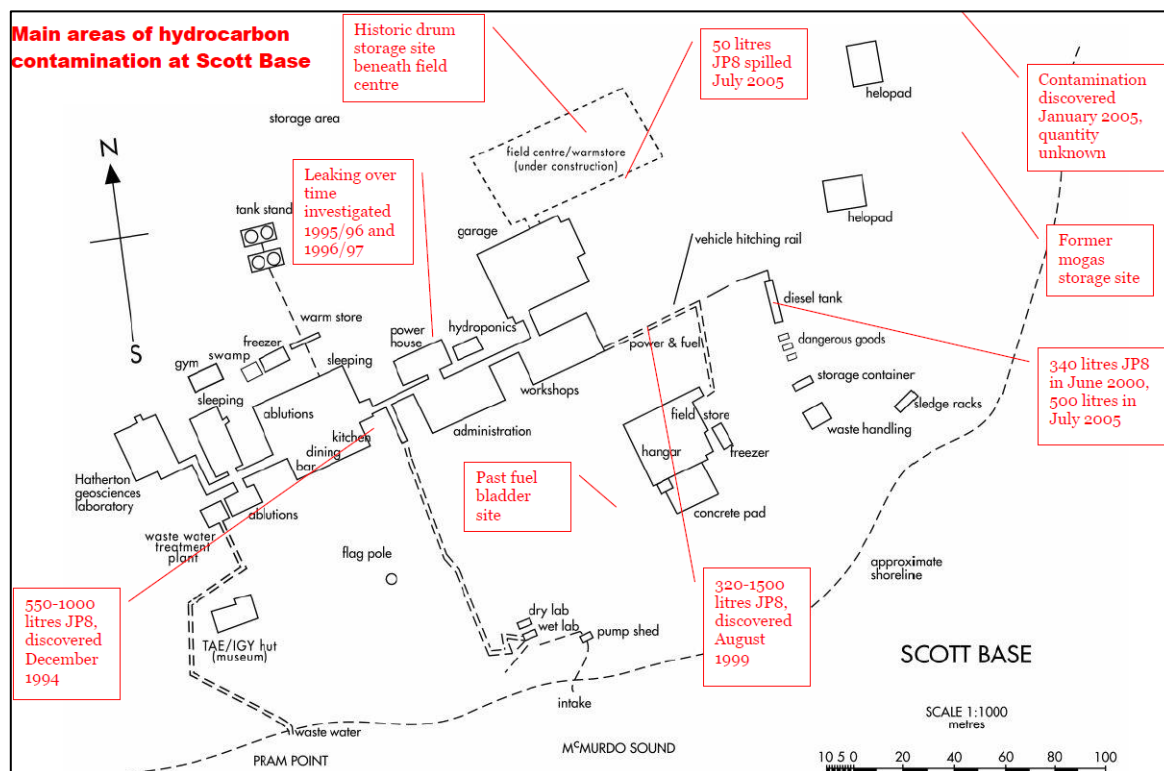 Main areas of hydrocarbon
contamination at Scott Base
Historic drum
storage site
beneath field
centre
50 litres
JP8 spilled
July 2005
Contamination
discovered
January 2005,
quantity
unknown
helopad
storage area
N
S
field centre/warmstore
(under construction)
Leaking over
time
investigated
1995/96 and
1996/97
tank stand
garage
helopad
vehicle hitching rail
Former
mogas
storage site
diesel tank
warm store
power
house
hydroponics
freezer
swamp
gym
sleeping
power & fuel
dangerous goods
storage container
340 litres JP8
in June 2000,
500 litres in
July 2005
sleeping
ablutions
workshops
sledge racks
waste handling
kitchen
dining
bar
administration
field store
hangar
freezer
Hatherton
geosciences
laboratory
ablutions
Past fuel
bladder
site
concrete pad
waste water
treatment
plant
flag pole
approximate
shoreline
550-1000
litres JP8,
discovered
December
1994
TAE/IGY hut
(museum)
dry lab
wet lab
pump shed
320-1500
litres JP8,
discovered
August
1999
SCOTT BASE
intake
waste water
PRAM POINT
McMURDO SOUND
SCALE 1:1000
metres
10 5 0 20 40 60 80 100